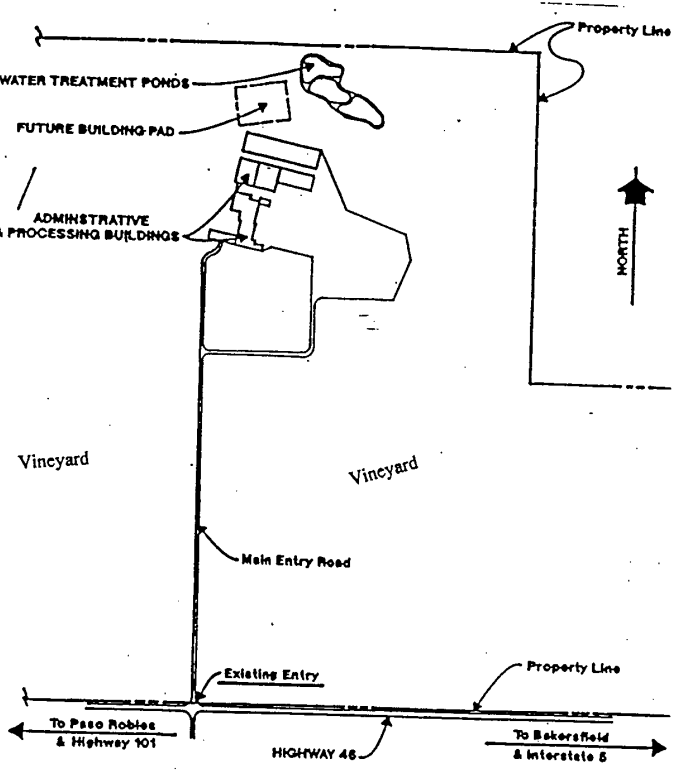 Property Line
WATER TREATMENT PONDS
FUTURE BUILDING PAD
ADMINSTRATIVE
& PROCESSING BUILDINGS
NORTH
Vineyard
Vineyard
Main Entry Road
Existing Entry
Property Line
To Paso Robles
& Highway 101
HIGHWAY 46
To Bakersfield
& Interstate 5